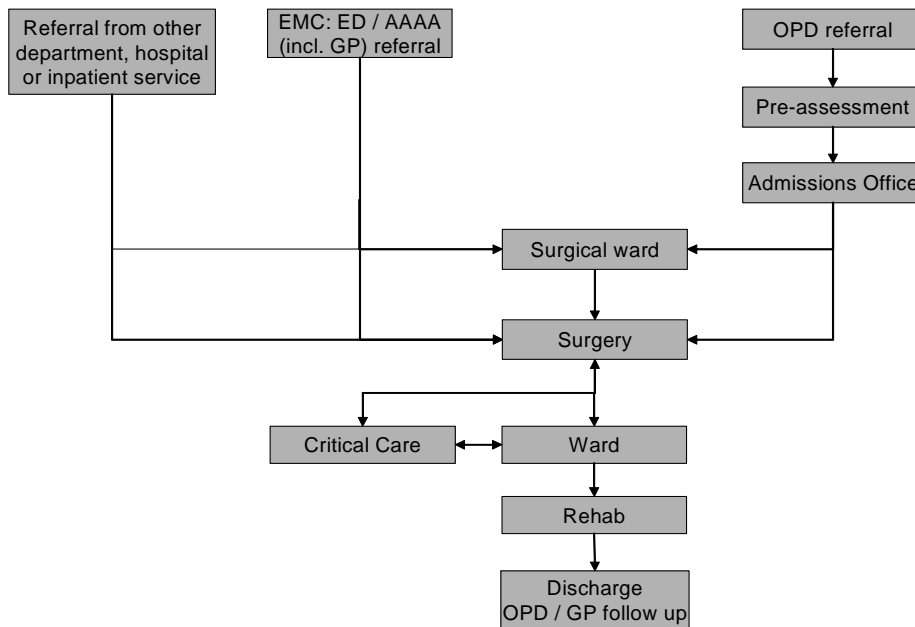 Referral from other
department, hospital
or inpatient service
EMC: ED / AAAA
(incl. GP) referral
OPD referral
Pre-assessment
Admissions Office
Surgical ward
Surgery
Critical Care
Ward
Rehab
Discharge
OPD / GP follow up